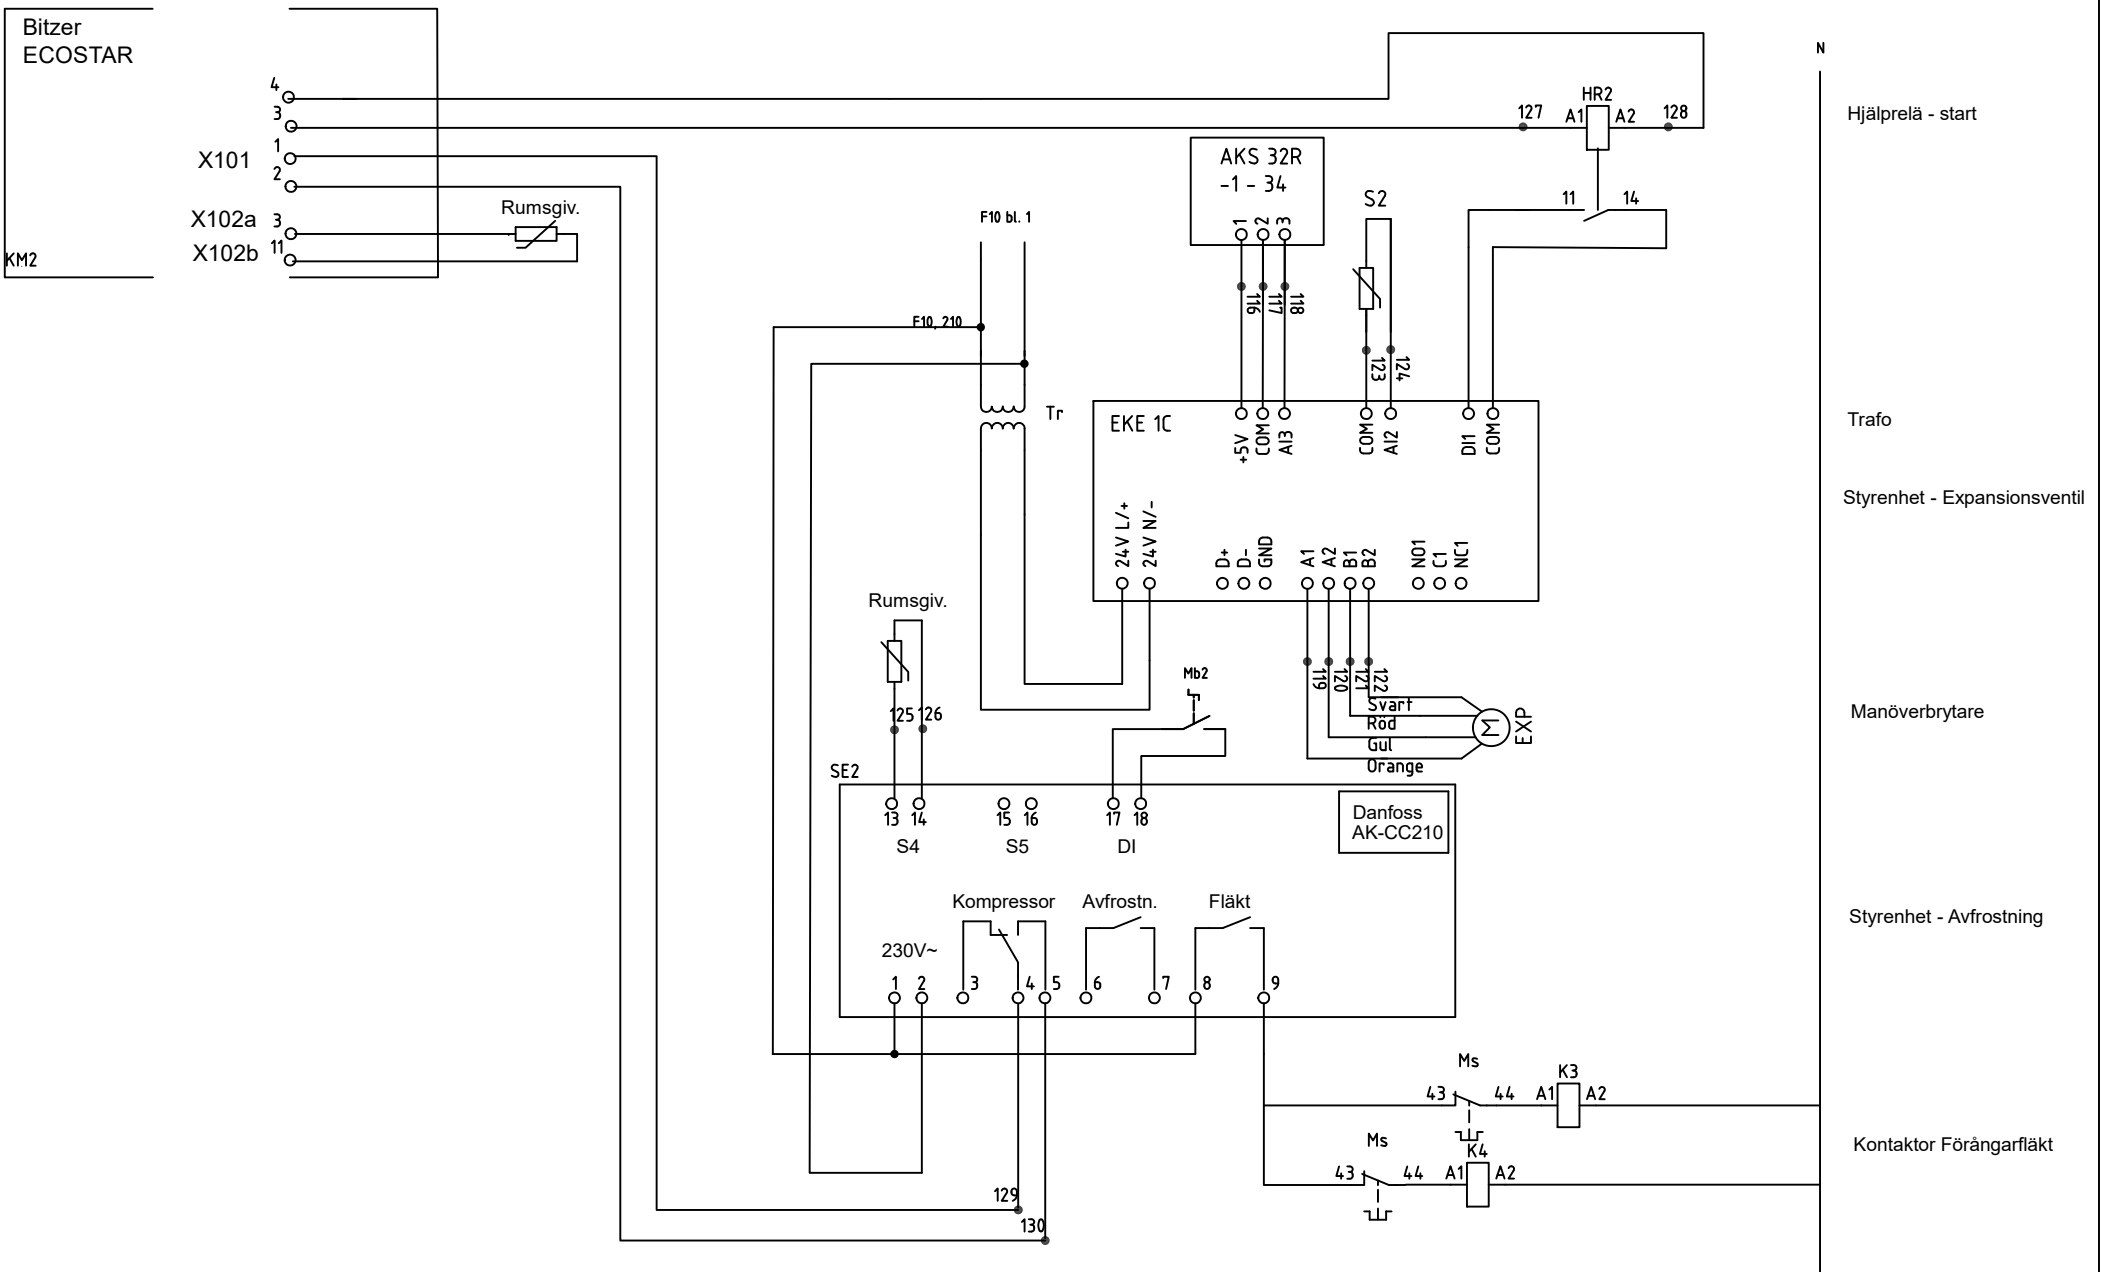 Bitzer
ECOSTAR
4
3
X101
1
2
X102a
3
X102b
11
KM2
Rumsgiv.
N
HR2
127
A1
A2
128
Hjälprelä - start
AKS 32R
-1 - 34
1
2
3
116
117
118
S2
11
14
123
124
F10 bl. 1
F10, 210
Tr
Trafo
EKE 1C
+5V
COM
AI3
COM
AI2
DI1
COM
Styrenhet - Expansionsventil
24V L/+
24V N/-
D+
D-
GND
A1
A2
B1
B2
NO1
C1
NC1
Rumsgiv.
125
126
Mb2
119
120
121
122
Svart
Röd
Gul
Orange
M
EXP
Manöverbrytare
SE2
13
14
15
16
17
18
S4
S5
DI
Danfoss
AK-CC210
Kompressor
Avfrostn.
Fläkt
230V~
1
2
3
4
5
6
7
8
9
Styrenhet - Avfrostning
Ms
K3
43
44
A1
A2
Ms
K4
43
44
A1
A2
Kontaktor Förångarfläkt
129
130